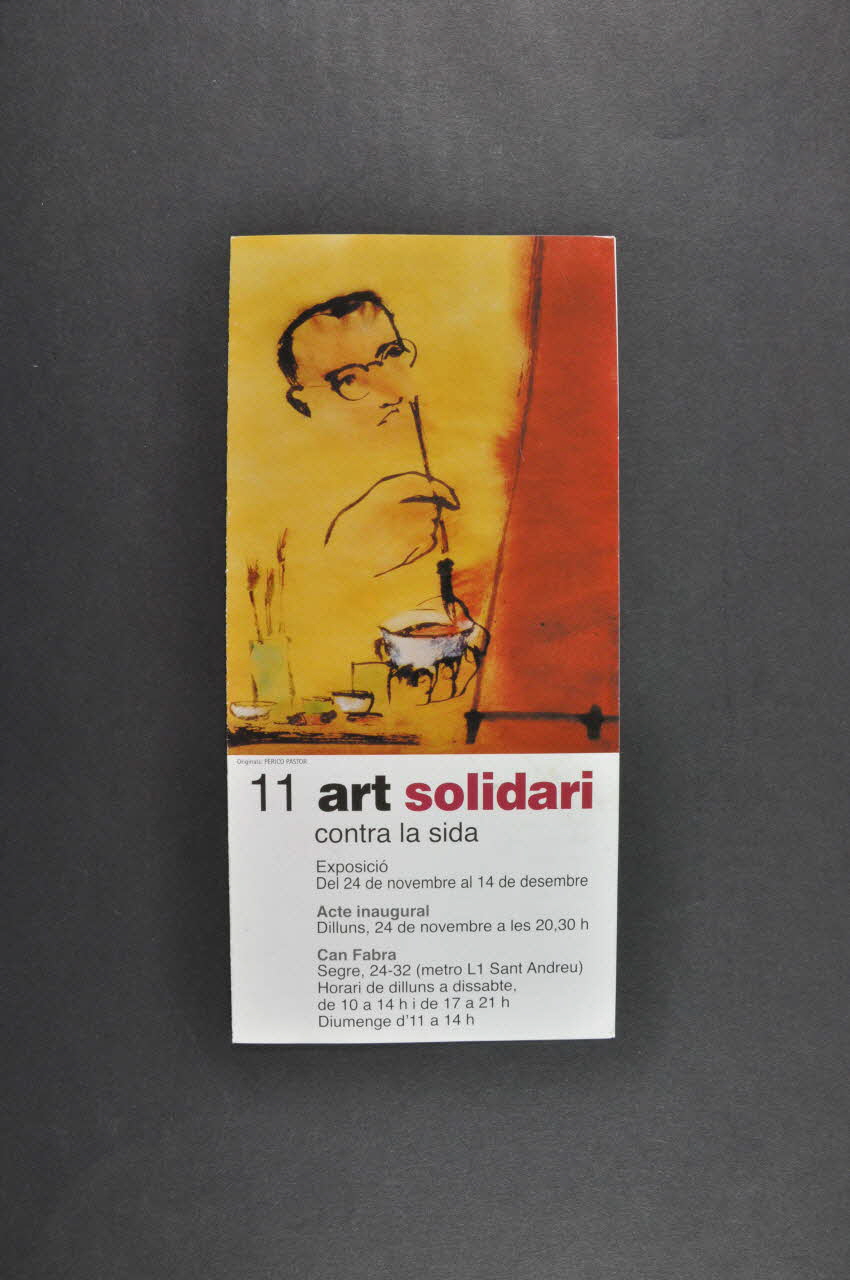 Originals: PERICO PASTOR
11 art solidari
contra la sida
Exposició
Del 24 de novembre al 14 de desembre
Acte inaugural
Dilluns, 24 de novembre a les 20,30 h
Can Fabra
Segre, 24-32 (metro L1 Sant Andreu)
Horari de dilluns a dissabte,
de 10 a 14 h i de 17 a 21 h
Diumenge d'11 a 14 h